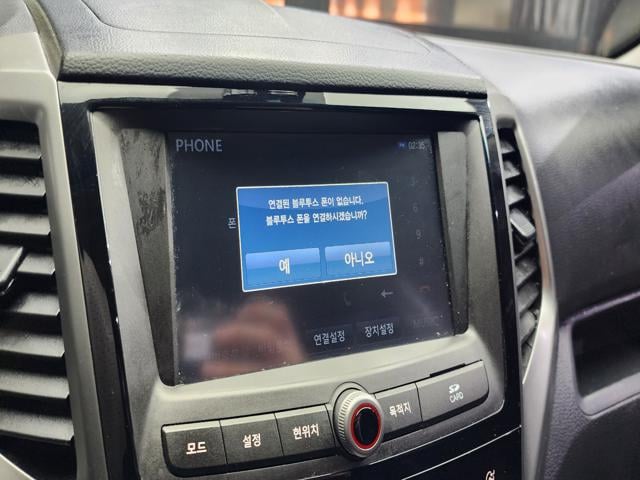 PHONE
02:35
연결된 블루투스 폰이 없습니다.
블루투스 폰을 연결하시겠습니까?
폰
예
아니오
연결설정
장치설정
모드
설정
현위치
목적지
SD
CARD